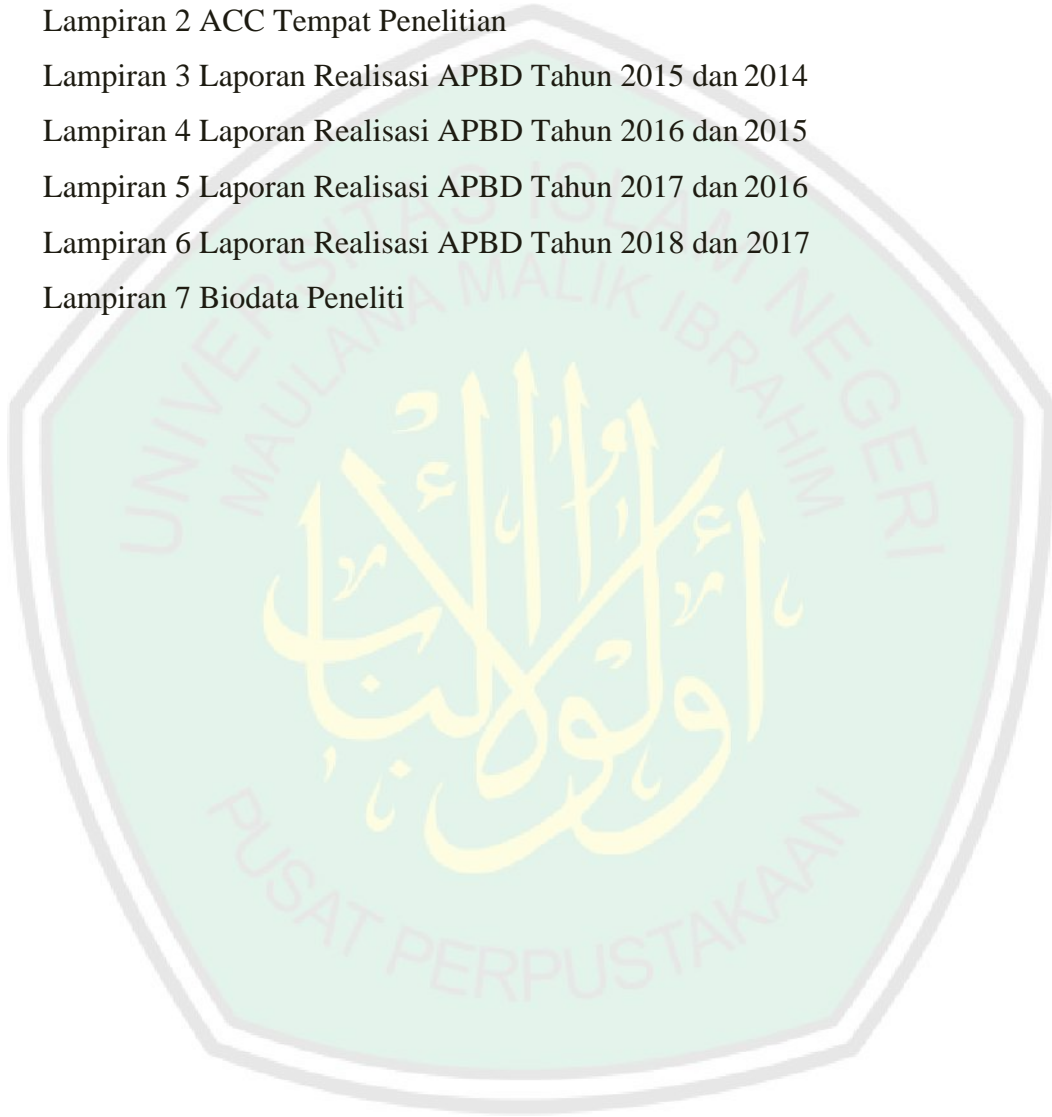 Lampiran 2 ACC Tempat Penelitian
Lampiran 3 Laporan Realisasi APBD Tahun 2015 dan 2014
Lampiran 4 Laporan Realisasi APBD Tahun 2016 dan 2015
Lampiran 5 Laporan Realisasi APBD Tahun 2017 dan 2016
Lampiran 6 Laporan Realisasi APBD Tahun 2018 dan 2017
Lampiran 7 Biodata Peneliti
UNIVERSITAS ISLAM NEGERI
MAULANA MALIK IBRAHIM
أولو الألباب
PUSAT PERPUSTAKAAN